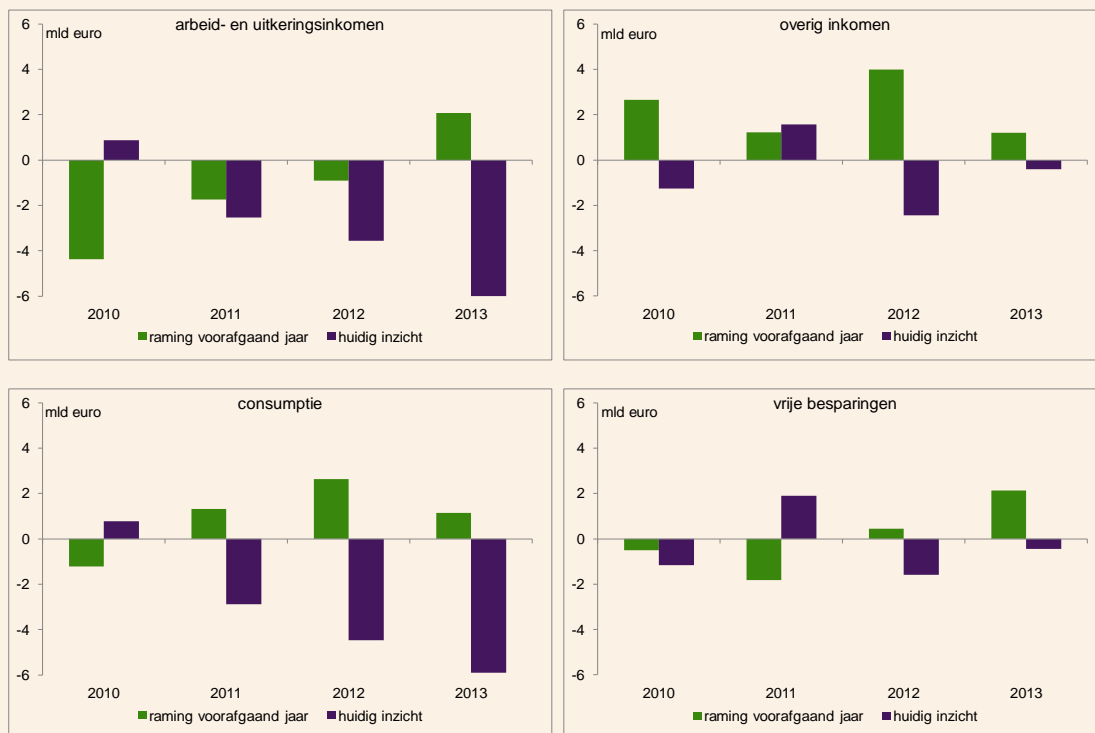 arbeid- en uitkeringsinkomen
mld euro
6
4
2
0
-2
-4
-6
2010 2011 2012 2013
raming voorafgaand jaar huidig inzicht
overig inkomen
mld euro
6
4
2
0
-2
-4
-6
2010 2011 2012 2013
raming voorafgaand jaar huidig inzicht
consumptie
mld euro
6
4
2
0
-2
-4
-6
2010 2011 2012 2013
raming voorafgaand jaar huidig inzicht
vrije besparingen
mld euro
6
4
2
0
-2
-4
-6
2010 2011 2012 2013
raming voorafgaand jaar huidig inzicht